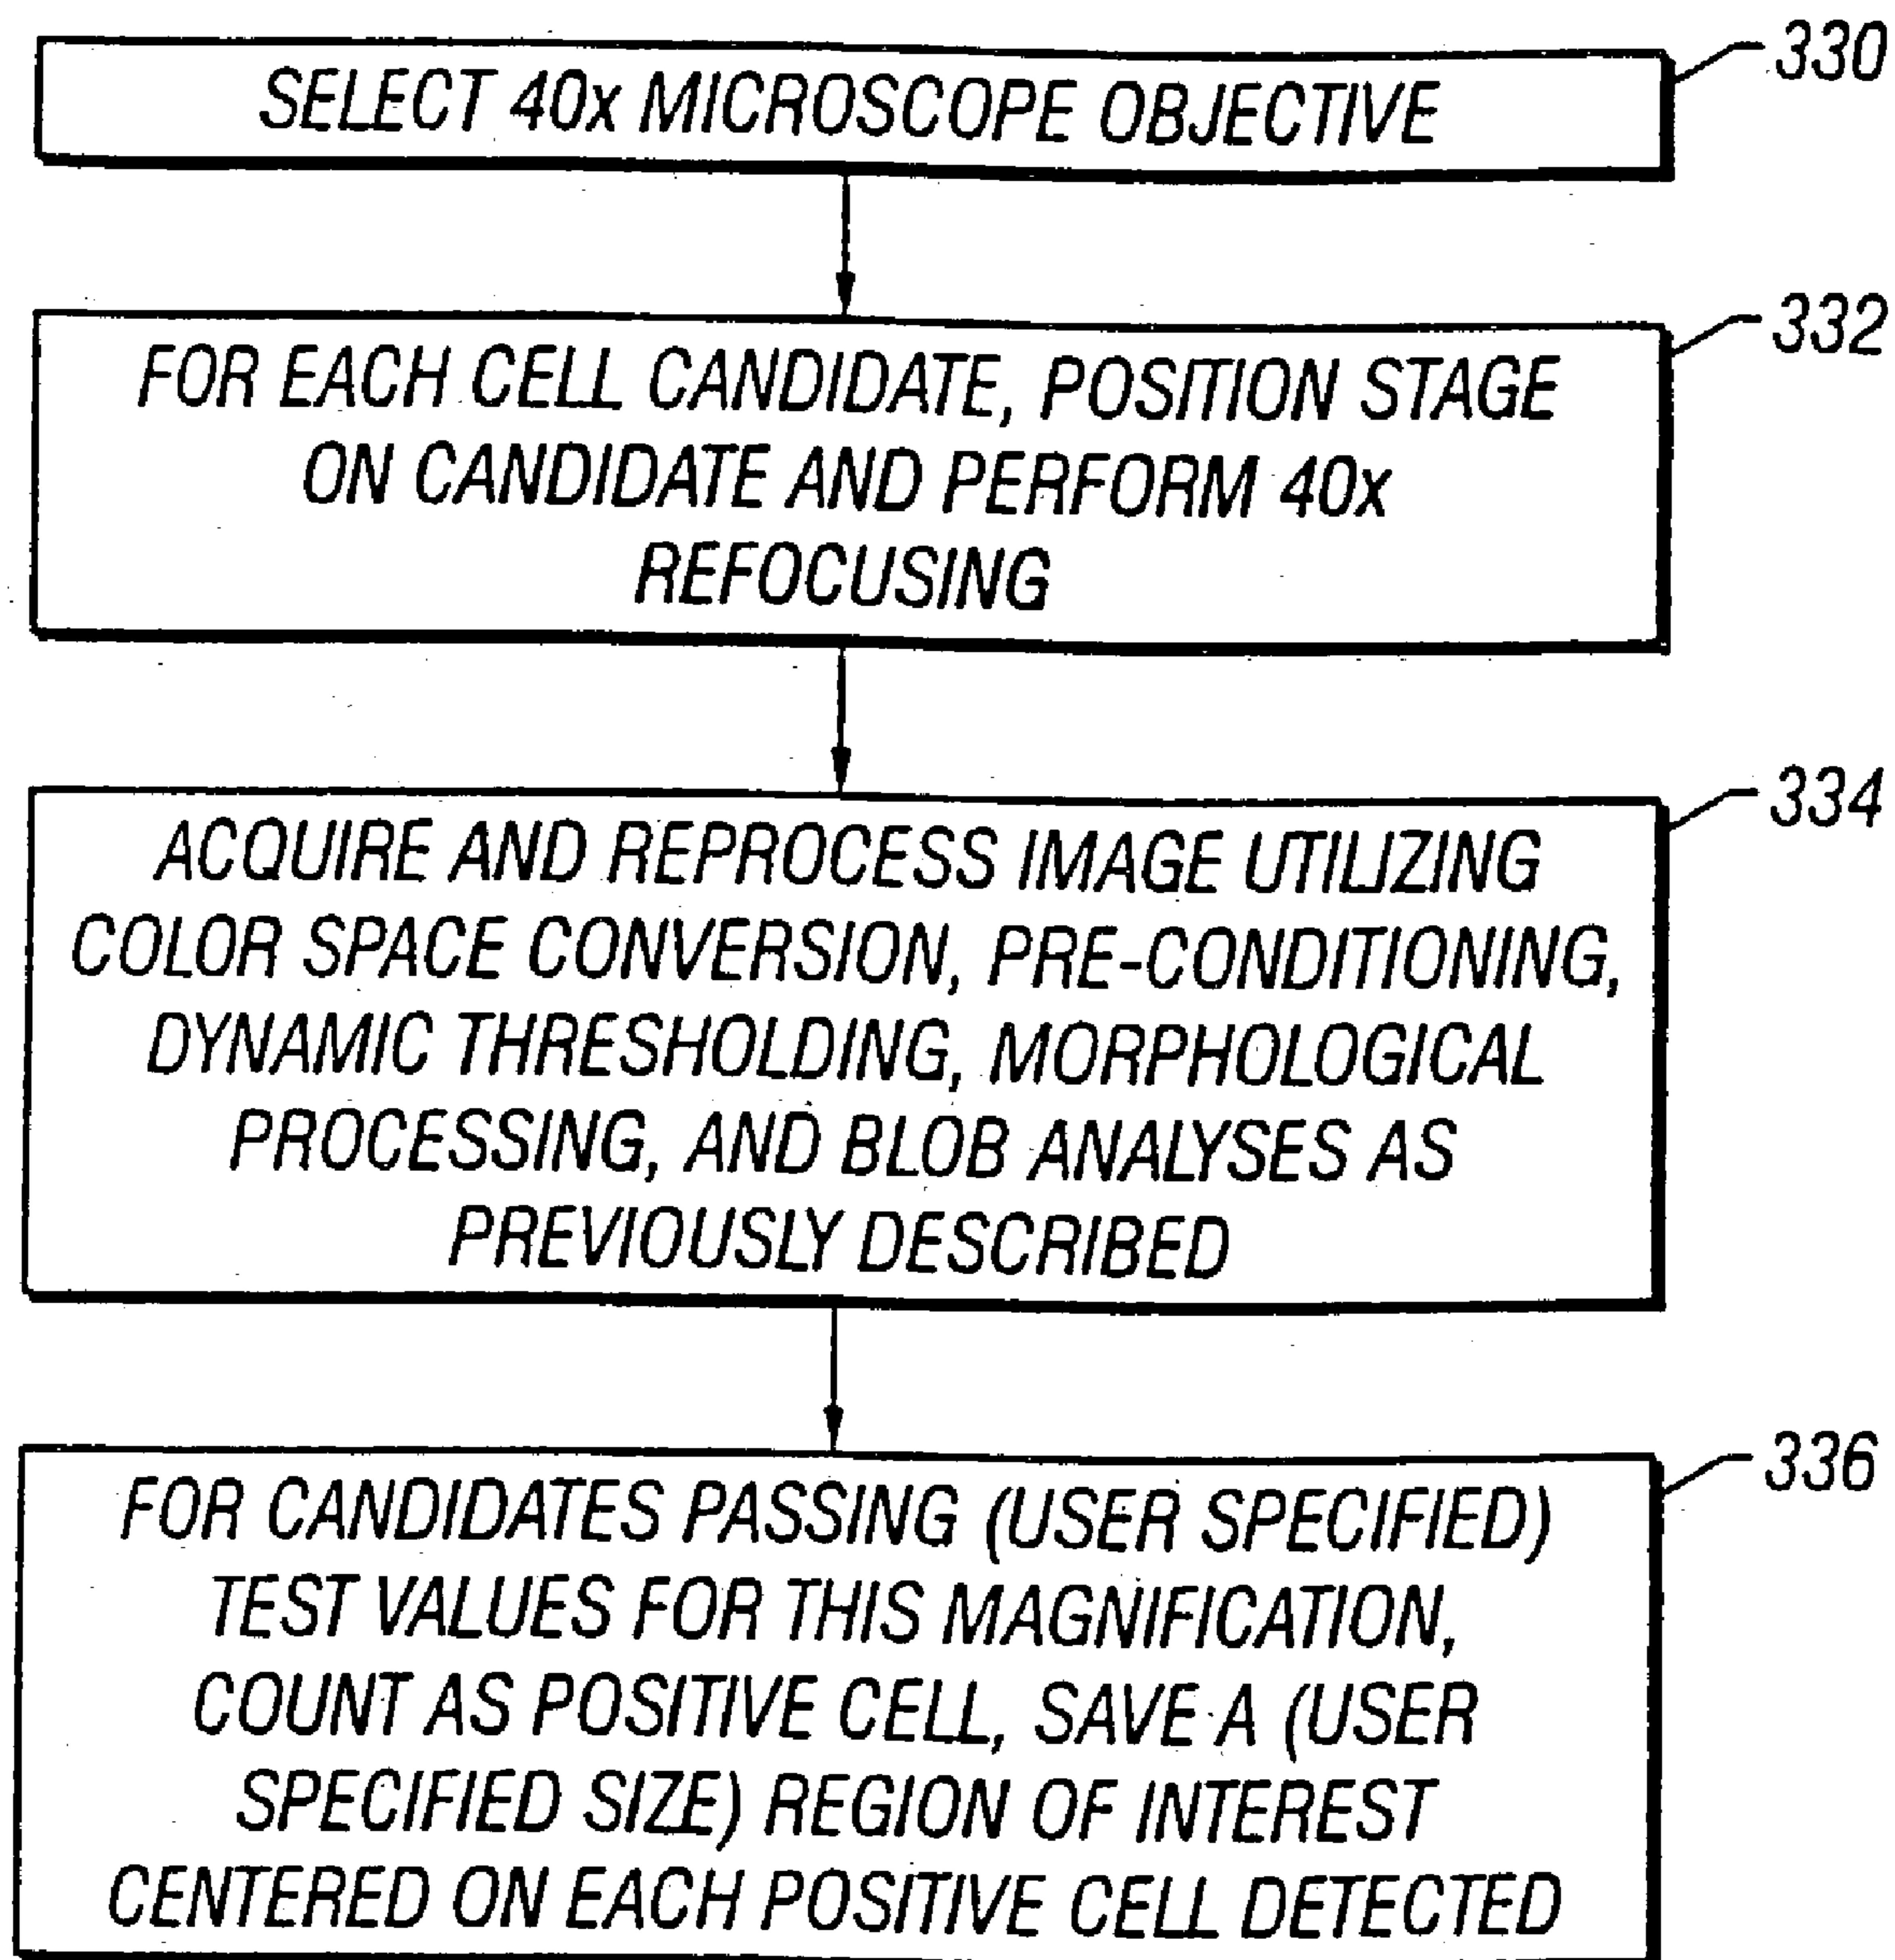 SELECT 40x MICROSCOPE OBJECTIVE
330
FOR EACH CELL CANDIDATE, POSITION STAGE
ON CANDIDATE AND PERFORM 40x
REFOCUSING
332
ACQUIRE AND REPROCESS IMAGE UTILIZING
COLOR SPACE CONVERSION, PRE-CONDITIONING,
DYNAMIC THRESHOLDING, MORPHOLOGICAL
PROCESSING, AND BLOB ANALYSES AS
PREVIOUSLY DESCRIBED
334
FOR CANDIDATES PASSING (USER SPECIFIED)
TEST VALUES FOR THIS MAGNIFICATION,
COUNT AS POSITIVE CELL, SAVE A (USER
SPECIFIED SIZE) REGION OF INTEREST
CENTERED ON EACH POSITIVE CELL DETECTED
336